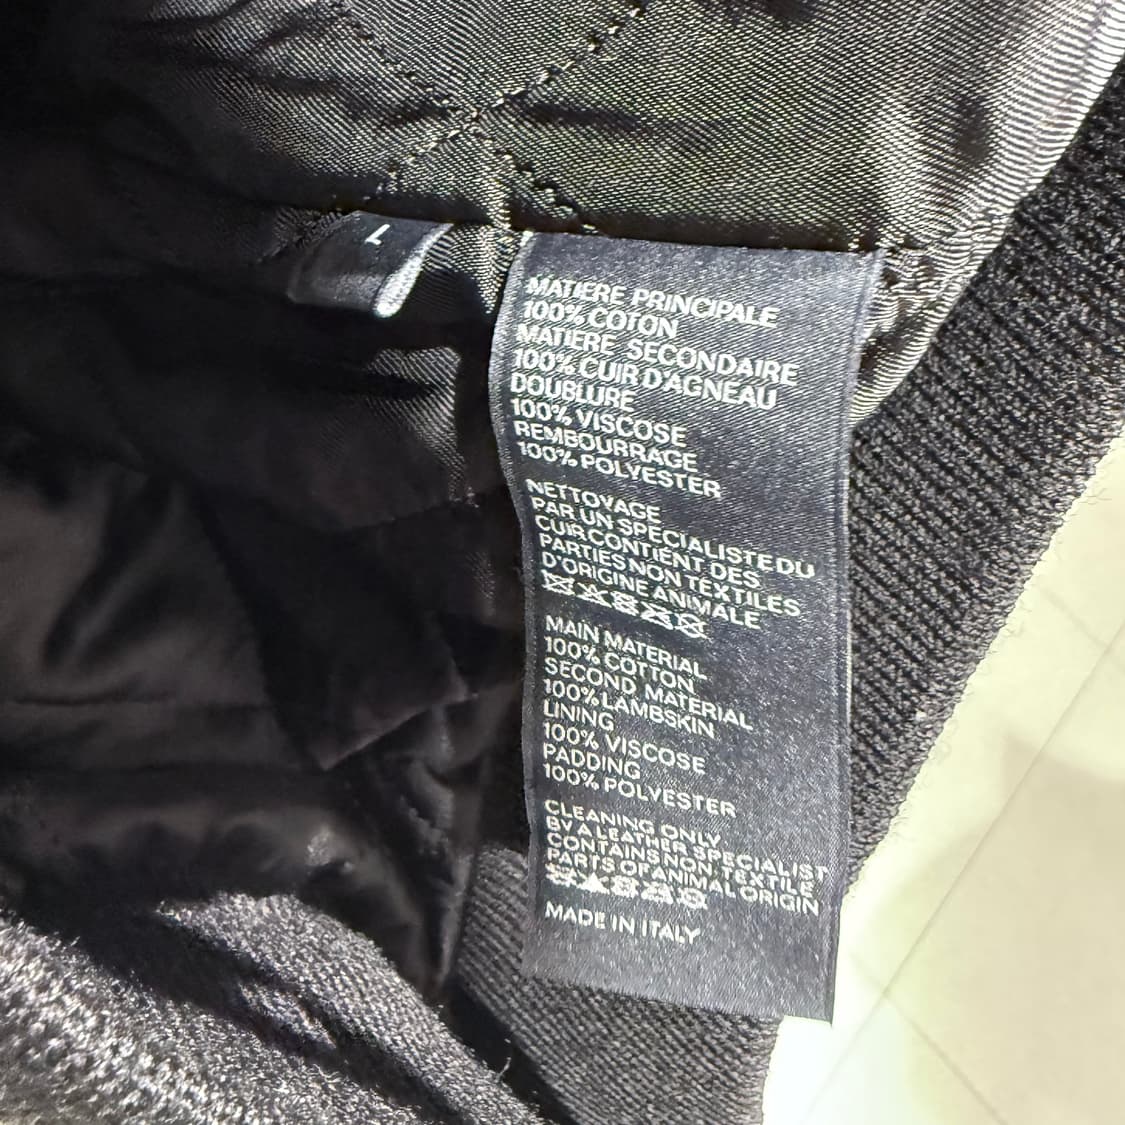 L
MATIERE PRINCIPALE
100% COTON
MATIERE SECONDAIRE
100% CUIR D'AGNEAU
DOUBLURE
100% VISCOSE
REMBOURRAGE
100% POLYESTER
NETTOYAGE
PAR UN SPECIALISTE DU
CUIR CONTIENT DES
PARTIES NON TEXTILES
D'ORIGINE ANIMALE
MAIN MATERIAL
100% COTTON
SECOND MATERIAL
100% LAMBSKIN
LINING
100% VISCOSE
PADDING
100% POLYESTER
CLEANING ONLY
BY A LEATHER SPECIALIST
CONTAINS NON TEXTILE
PARTS OF ANIMAL ORIGIN
MADE IN ITALY